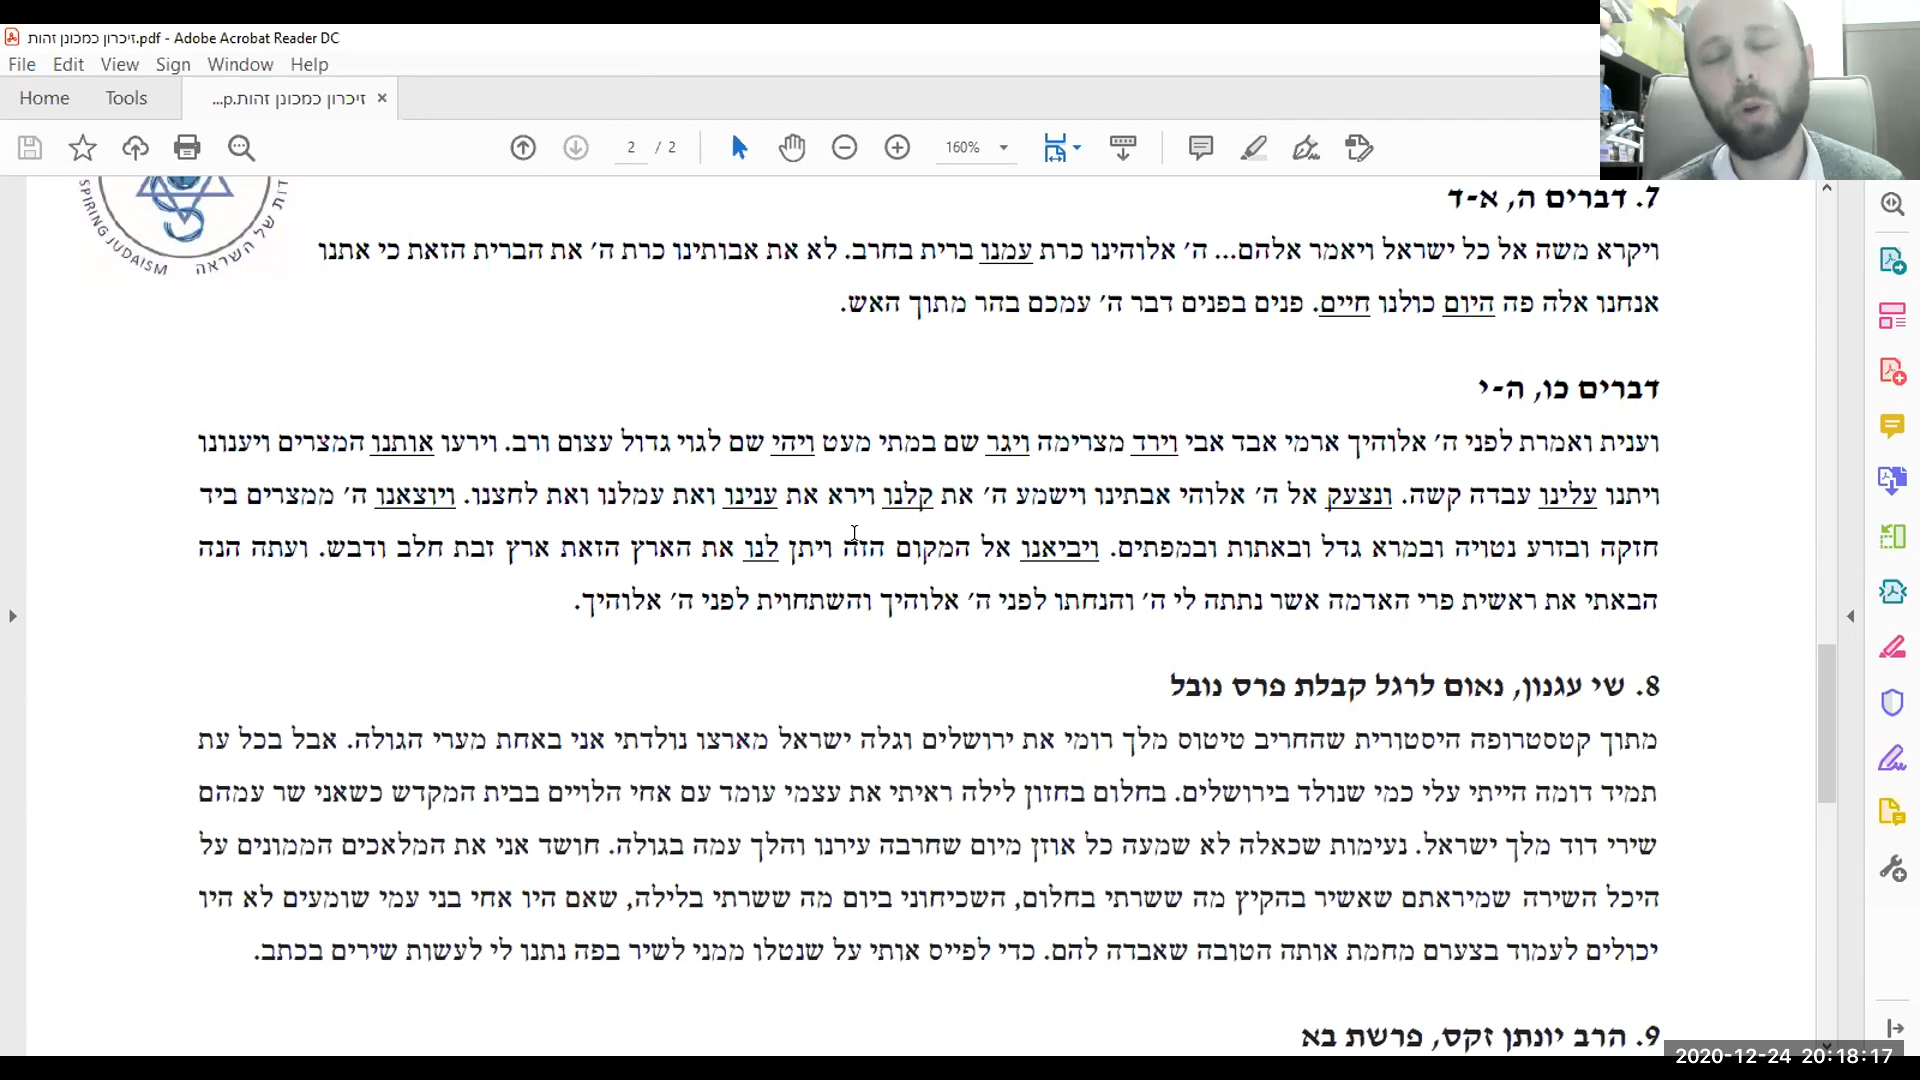 זיכרון כמכונן זהות.pdf - Adobe Acrobat Reader DC
File Edit View Sign Window Help
Home Tools זיכרון כמכונן זהות.p...
2 / 2 160%
SPIRING JUDAISM דות של השראה
7. דברים ה, א-ד
ויקרא משה אל כל ישראל ויאמר אלהם... ה' אלוהינו כרת עמנו ברית בחרב. לא את אבותינו כרת ה' את הברית הזאת כי אתנו
אנחנו אלה פה היום כולנו חיים. פנים בפנים דבר ה' עמכם בהר מתוך האש.
דברים כו, ה-י
וענית ואמרת לפני ה' אלוהיך ארמי אבד אבי וירד מצרימה ויגר שם במתי מעט ויהי שם לגוי גדול עצום ורב. וירעו אותנו המצרים ויענונו
ויתנו עלינו עבדה קשה. ונצעק אל ה' אלוהי אבתינו וישמע ה' את קלנו וירא את ענינו ואת עמלנו ואת לחצנו. ויוצאנו ה' ממצרים ביד
חזקה ובזרע נטויה ובמרא גדל ובאתות ובמפתים. ויביאנו אל המקום הזה ויתן לנו את הארץ הזאת ארץ זבת חלב ודבש. ועתה הנה
הבאתי את ראשית פרי האדמה אשר נתתה לי ה' והנחתו לפני ה' אלוהיך והשתחוית לפני ה' אלוהיך.
8. שי עגנון, נאום לרגל קבלת פרס נובל
מתוך קטסטרופה היסטורית שהחריב טיטוס מלך רומי את ירושלים וגלה ישראל מארצו נולדתי אני באחת מערי הגולה. אבל בכל עת
תמיד דומה הייתי עלי כמי שנולד בירושלים. בחלום בחזון לילה ראיתי את עצמי עומד עם אחי הלויים בבית המקדש כשאני שר עמהם
שירי דוד מלך ישראל. נעימות שכאלה לא שמעה כל אוזן מיום שחרבה עירנו והלך עמה בגולה. חושד אני את המלאכים הממונים על
היכל השירה שמיראתם שאשיר בהקיץ מה ששרתי בחלום, השכיחוני ביום מה ששרתי בלילה, שאם היו אחי בני עמי שומעים לא היו
יכולים לעמוד בצערם מחמת אותה הטובה שאבדה להם. כדי לפייס אותי על שנטלו ממני לשיר בפה נתנו לי לעשות שירים בכתב.
9. הרב יונתן זקס, פרשת בא
2020-12-24 20:18:17